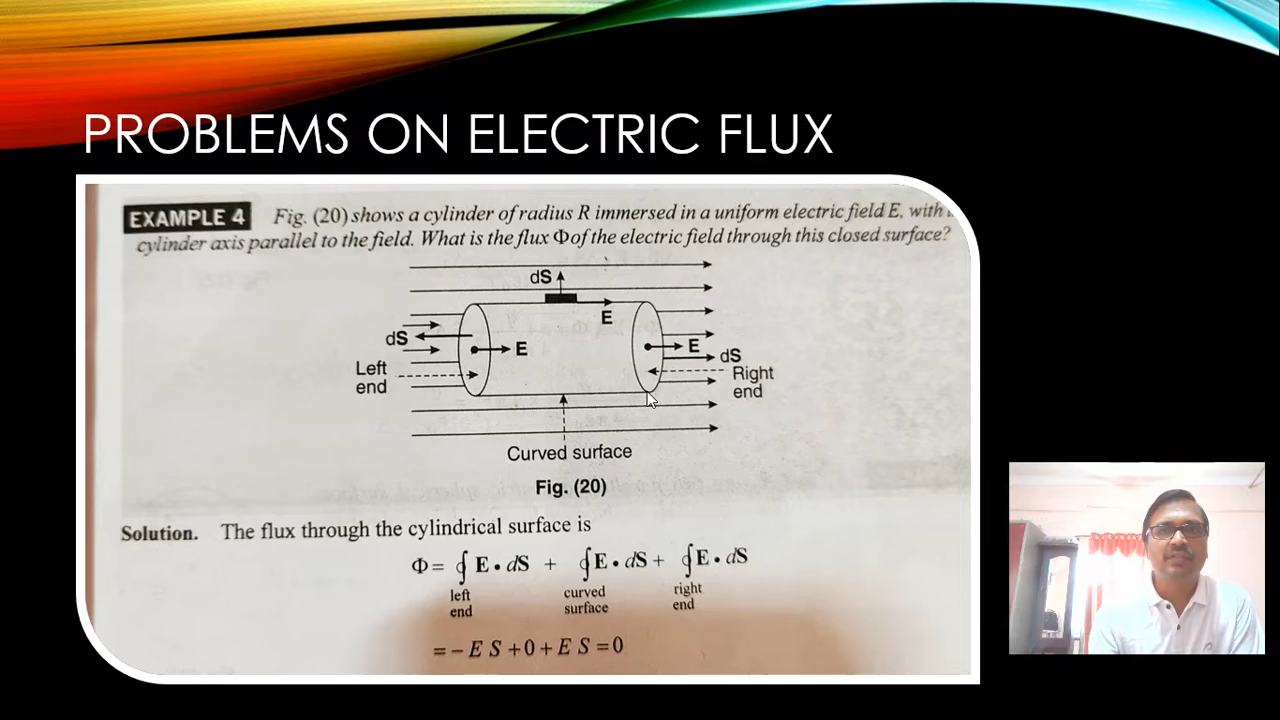 PROBLEMS ON ELECTRIC FLUX
EXAMPLE 4 Fig. (20) shows a cylinder of radius R immersed in a uniform electric field E, with
cylinder axis parallel to the field. What is the flux Φ of the electric field through this closed surface?
dS
E
dS
E
E
dS
Left
end
Right
end
Curved surface
Fig. (20)
Solution. The flux through the cylindrical surface is
Φ = ∮ E • dS + ∮ E • dS + ∮ E • dS
left curved right
end surface end
= – E S + 0 + E S = 0